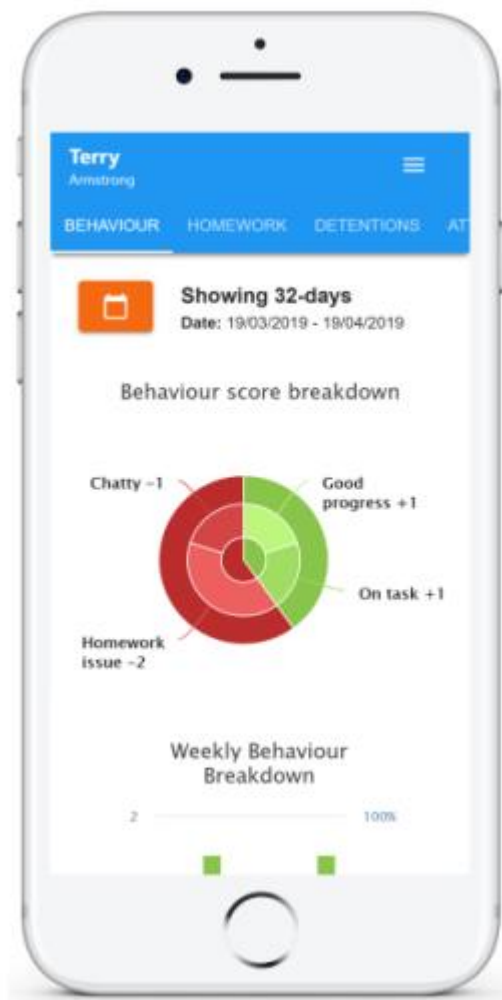 Terry
Armstrong
BEHAVIOUR HOMEWORK DETENTIONS AT
Showing 32-days
Date: 19/03/2019 - 19/04/2019
Behaviour score breakdown
Chatty -1
Good
progress +1
On task +1
Homework
issue -2
Weekly Behaviour
Breakdown
2 100%